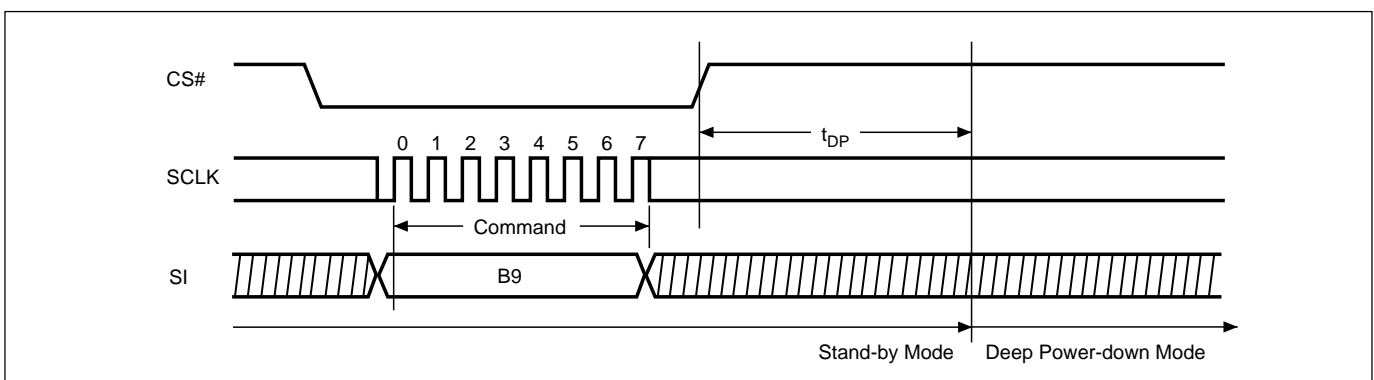 CS#
t_DP
0 1 2 3 4 5 6 7
SCLK
Command
SI
B9
Stand-by Mode Deep Power-down Mode